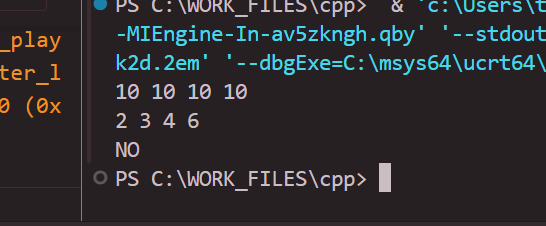 _play
ter_l
0 (0x
PS C:\WORK_FILES\cpp> & 'c:\Users\t
-MIEngine-In-av5zkngh.qby' '--stdout
k2d.2em' '--dbgExe=C:\msys64\ucrt64\
10 10 10 10
2 3 4 6
NO
PS C:\WORK_FILES\cpp>